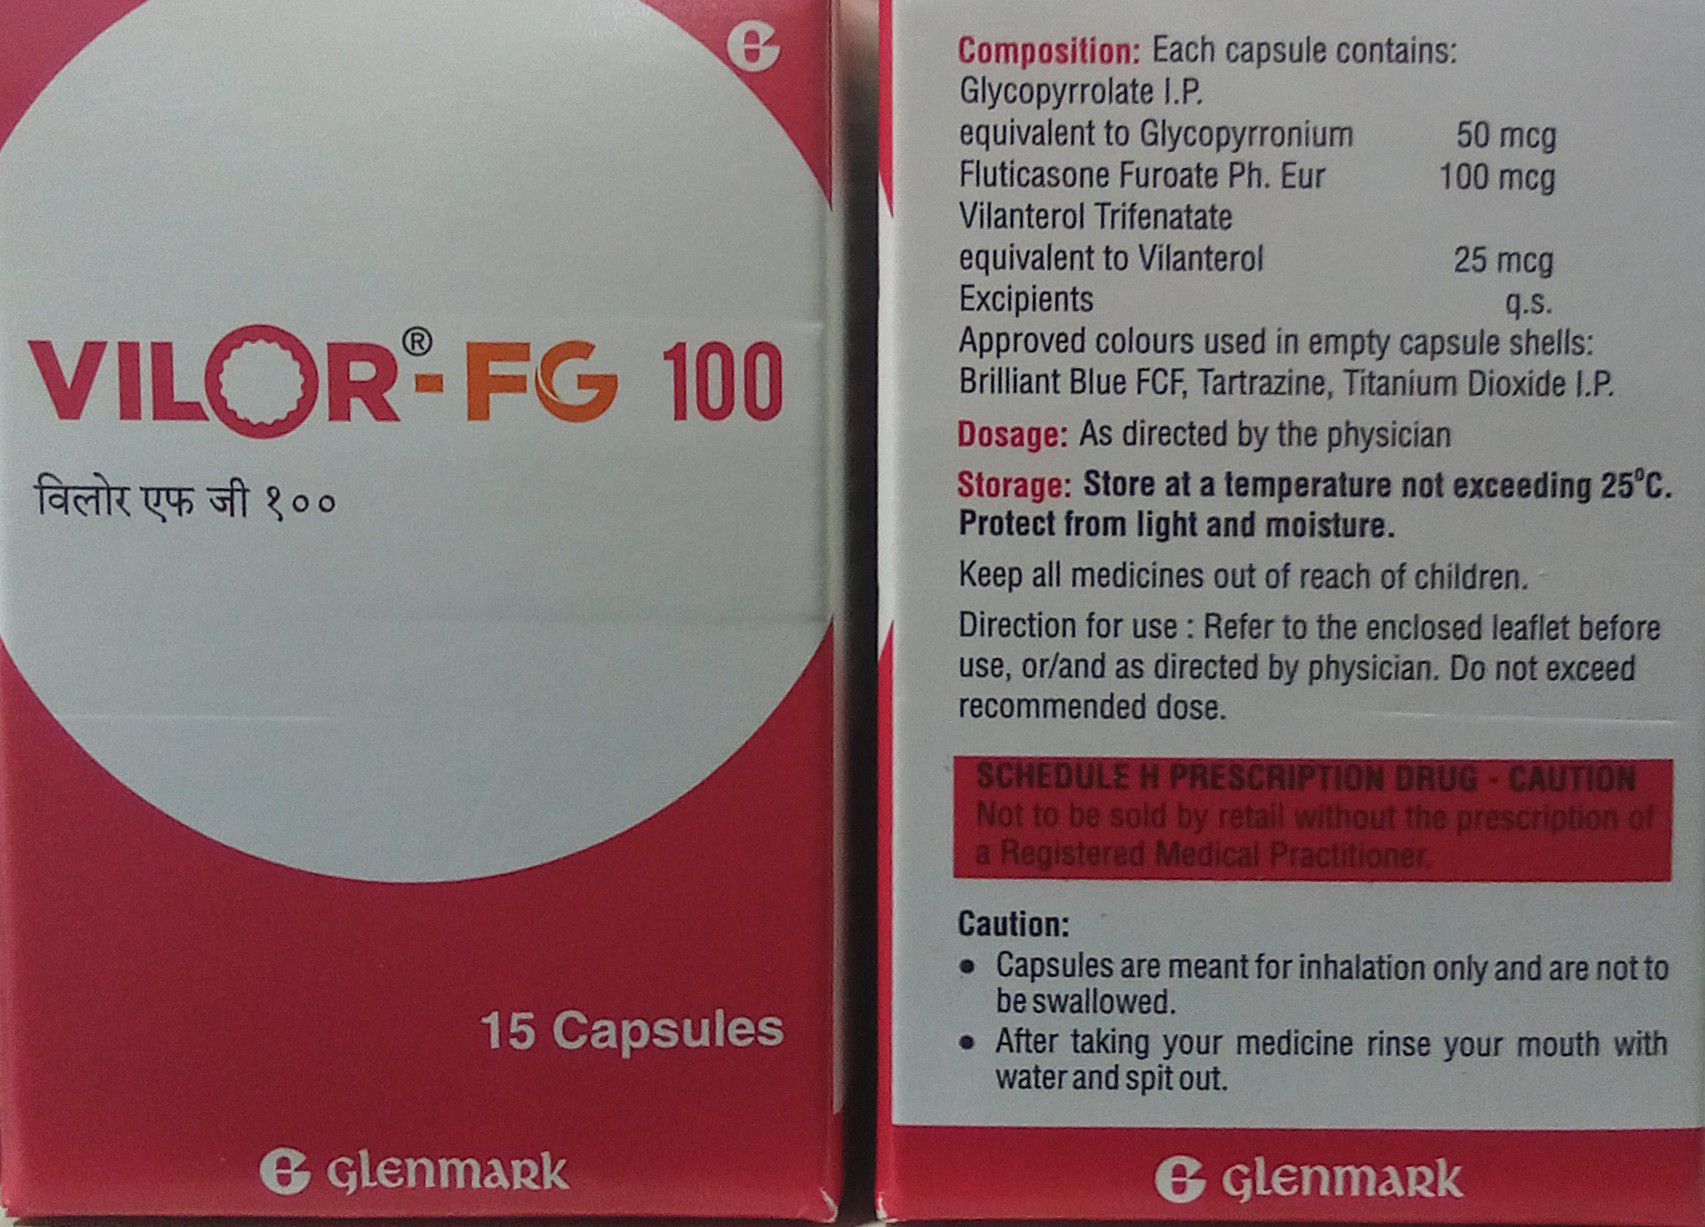 VILOR®-FG 100
विलोर एफ जी १००
15 Capsules
Glenmark
Composition: Each capsule contains:
Glycopyrrolate I.P.
equivalent to Glycopyrronium 50 mcg
Fluticasone Furoate Ph. Eur 100 mcg
Vilanterol Trifenatate
equivalent to Vilanterol 25 mcg
Excipients q.s.
Approved colours used in empty capsule shells:
Brilliant Blue FCF, Tartrazine, Titanium Dioxide I.P.
Dosage: As directed by the physician
Storage: Store at a temperature not exceeding 25°C.
Protect from light and moisture.
Keep all medicines out of reach of children.
Direction for use : Refer to the enclosed leaflet before
use, or/and as directed by physician. Do not exceed
recommended dose.
SCHEDULE H PRESCRIPTION DRUG - CAUTION
Not to be sold by retail without the prescription of
a Registered Medical Practitioner.
Caution:
• Capsules are meant for inhalation only and are not to
be swallowed.
• After taking your medicine rinse your mouth with
water and spit out.
Glenmark